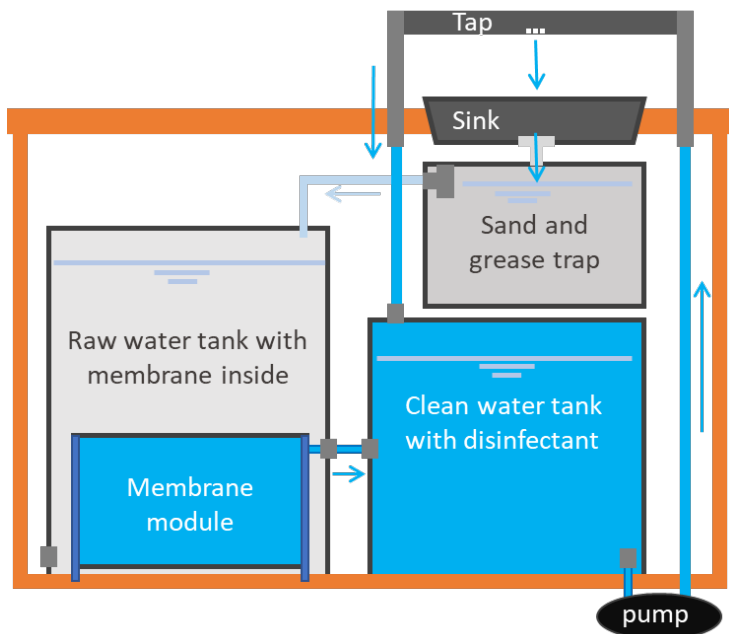 Tap
Sink
Sand and
grease trap
Raw water tank with
membrane inside
Clean water tank
with disinfectant
Membrane
module
pump